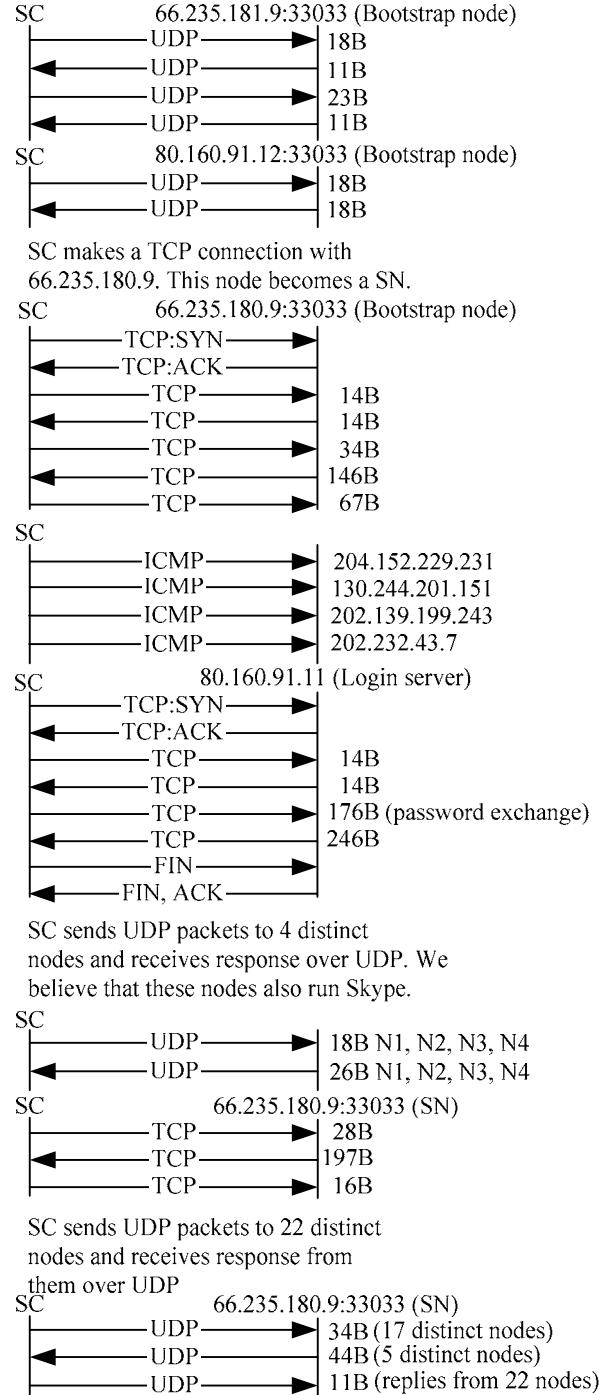 SC 66.235.181.9:33033 (Bootstrap node)
UDP 18B
UDP 11B
UDP 23B
UDP 11B
SC 80.160.91.12:33033 (Bootstrap node)
UDP 18B
UDP 18B
SC makes a TCP connection with
66.235.180.9. This node becomes a SN.
SC 66.235.180.9:33033 (Bootstrap node)
TCP:SYN
TCP:ACK
TCP 14B
TCP 14B
TCP 34B
TCP 146B
TCP 67B
SC
ICMP 204.152.229.231
ICMP 130.244.201.151
ICMP 202.139.199.243
ICMP 202.232.43.7
SC 80.160.91.11 (Login server)
TCP:SYN
TCP:ACK
TCP 14B
TCP 14B
TCP 176B (password exchange)
TCP 246B
FIN
FIN, ACK
SC sends UDP packets to 4 distinct
nodes and receives response over UDP. We
believe that these nodes also run Skype.
SC
UDP 18B N1, N2, N3, N4
UDP 26B N1, N2, N3, N4
SC 66.235.180.9:33033 (SN)
TCP 28B
TCP 197B
TCP 16B
SC sends UDP packets to 22 distinct
nodes and receives response from
them over UDP
SC 66.235.180.9:33033 (SN)
UDP 34B (17 distinct nodes)
UDP 44B (5 distinct nodes)
UDP 11B (replies from 22 nodes)